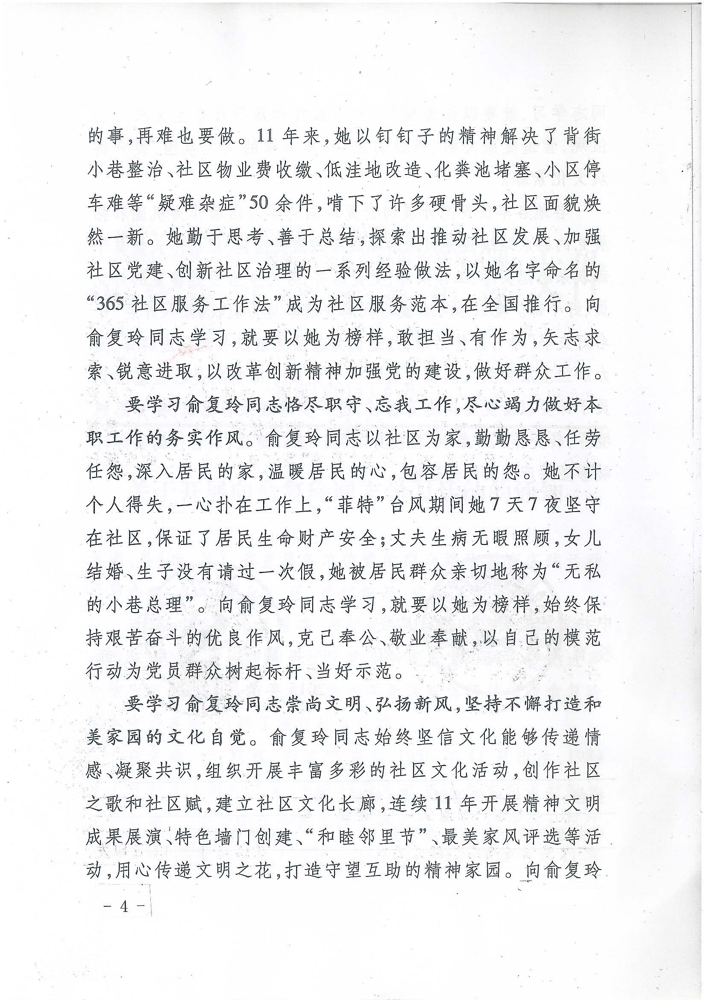 的事,再难也要做。11 年来,她以钉钉子的精神解决了背街
小巷整治、社区物业费收缴、低洼地改造、化粪池堵塞、小区停
车难等“疑难杂症”50 余件,啃下了许多硬骨头,社区面貌焕
然一新。她勤于思考、善于总结,探索出推动社区发展、加强
社区党建、创新社区治理的一系列经验做法,以她名字命名的
“365 社区服务工作法”成为社区服务范本,在全国推行。向
俞复玲同志学习,就要以她为榜样,敢担当、有作为,矢志求
索、锐意进取,以改革创新精神加强党的建设,做好群众工作。
要学习俞复玲同志恪尽职守、忘我工作,尽心竭力做好本
职工作的务实作风。俞复玲同志以社区为家,勤勤恳恳、任劳
任怨,深入居民的家,温暖居民的心,包容居民的怨。她不计
个人得失,一心扑在工作上,“菲特”台风期间她 7 天 7 夜坚守
在社区,保证了居民生命财产安全;丈夫生病无暇照顾,女儿
结婚、生子没有请过一次假,她被居民群众亲切地称为“无私
的小巷总理”。向俞复玲同志学习,就要以她为榜样,始终保
持艰苦奋斗的优良作风,克己奉公、敬业奉献,以自己的模范
行动为党员群众树起标杆、当好示范。
要学习俞复玲同志崇尚文明、弘扬新风,坚持不懈打造和
美家园的文化自觉。俞复玲同志始终坚信文化能够传递情
感、凝聚共识,组织开展丰富多彩的社区文化活动,创作社区
之歌和社区赋,建立社区文化长廊,连续 11 年开展精神文明
成果展演、特色墙门创建、“和睦邻里节”、最美家风评选等活
动,用心传递文明之花,打造守望互助的精神家园。向俞复玲
- 4 -